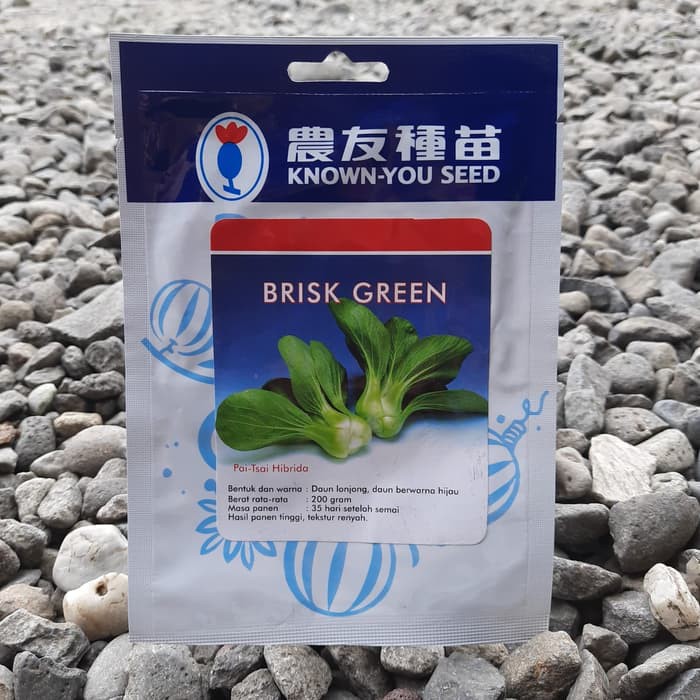 農友種苗
KNOWN-YOU SEED
BRISK GREEN
Pai-Tsai Hibrida
Bentuk dan warna : Daun lonjong, daun berwarna hijau
Berat rata-rata : 200 gram
Masa panen : 35 hari setelah semai
Hasil panen tinggi, tekstur renyah.